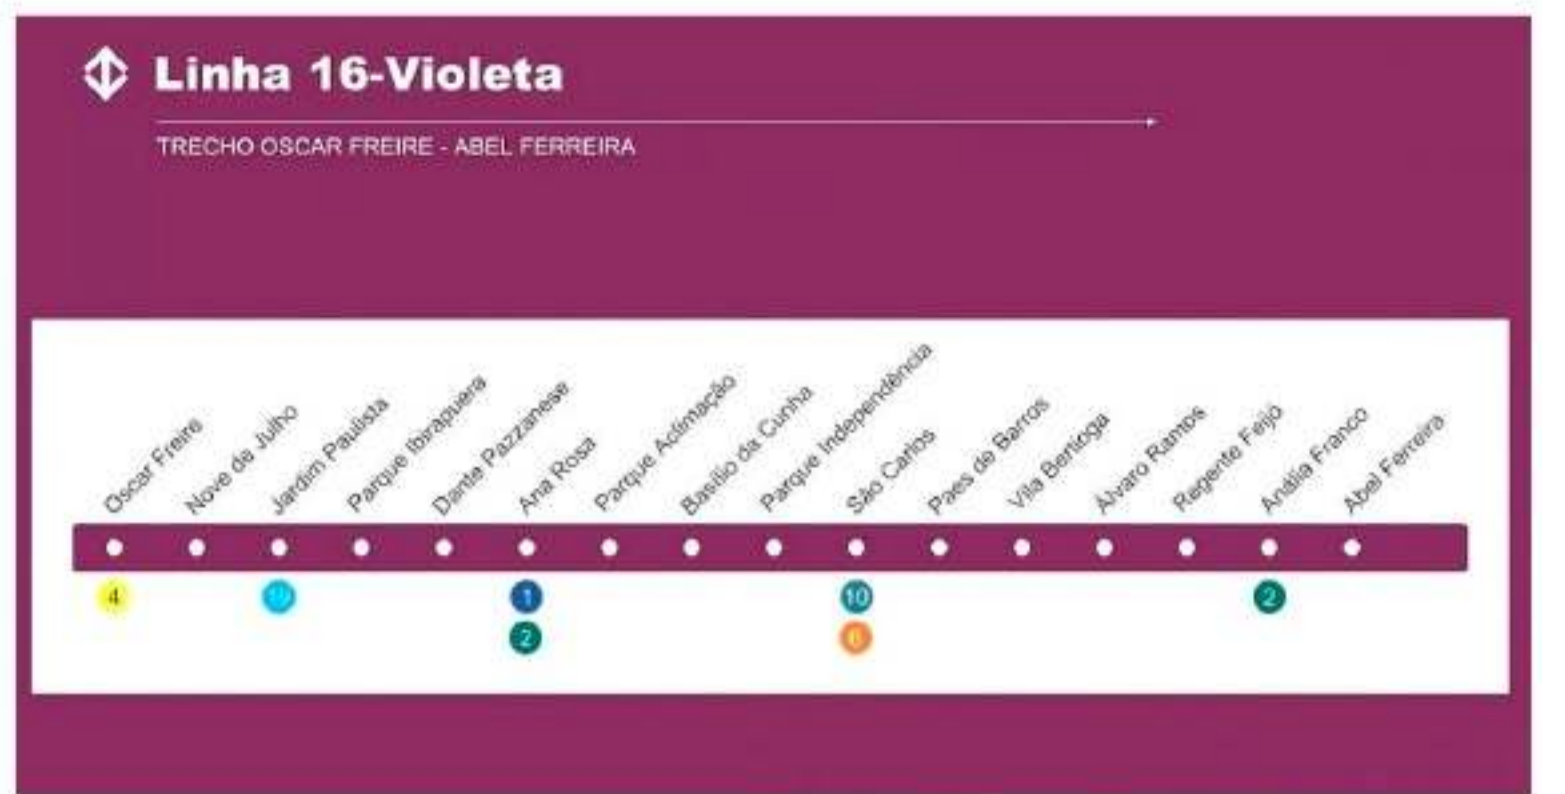 Linha 16-Violeta
TRECHO OSCAR FREIRE - ABEL FERREIRA
Oscar Freire
Nove de Julho
Jardim Paulista
Parque Ibirapuera
Dante Pazzanese
Ana Rosa
Parque Aclimação
Basílio da Cunha
Parque Independência
São Carlos
Paes de Barros
Vila Bertioga
Álvaro Ramos
Regente Feijó
Anália Franco
Abel Ferreira
4
1
10
2
2
6